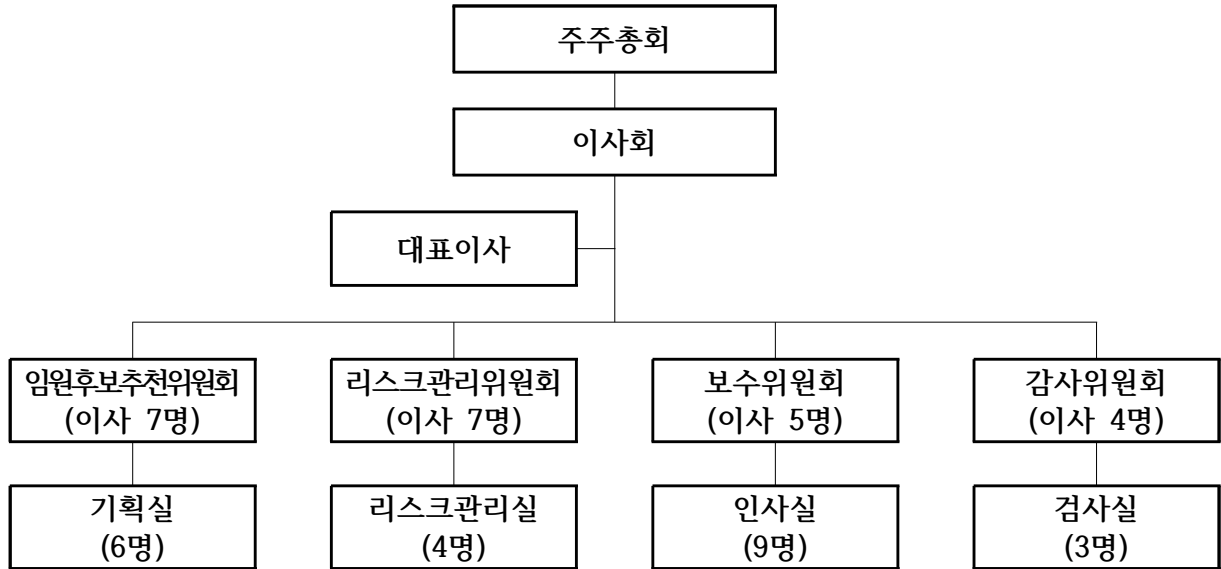 주주총회
이사회
대표이사
임원후보추천위원회
(이사 7명)
리스크관리위원회
(이사 7명)
보수위원회
(이사 5명)
감사위원회
(이사 4명)
기획실
(6명)
리스크관리실
(4명)
인사실
(9명)
검사실
(3명)